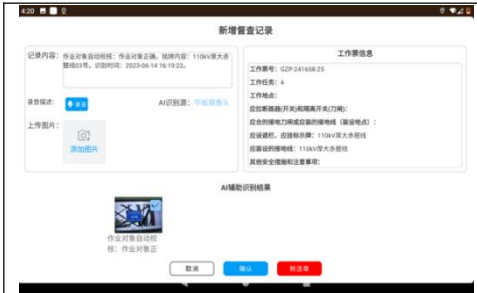 4:20
新增督查记录
记录内容：
作业对象自动校核：作业对象正确。铭牌内容：110kV厚大赤
替线03号。识别时间：2023-06-14 16:19:22。
录音描述：
AI识别源：平板摄像头
上传图片：
添加图片
工作票信息
工作票号：GZP-241658-25
工作任务：4
工作地点：
应拉断路器(开关)和隔离开关(刀闸)：
应合的接地刀闸或应装的接地线（装设地点）：
应设遮栏、应挂标示牌：110kV厚大赤替线
应装设的接地线：110kV厚大赤替线
其他安全措施和注意事项：
AI辅助识别结果
作业对象自动校
核：作业对象正
取消
确认